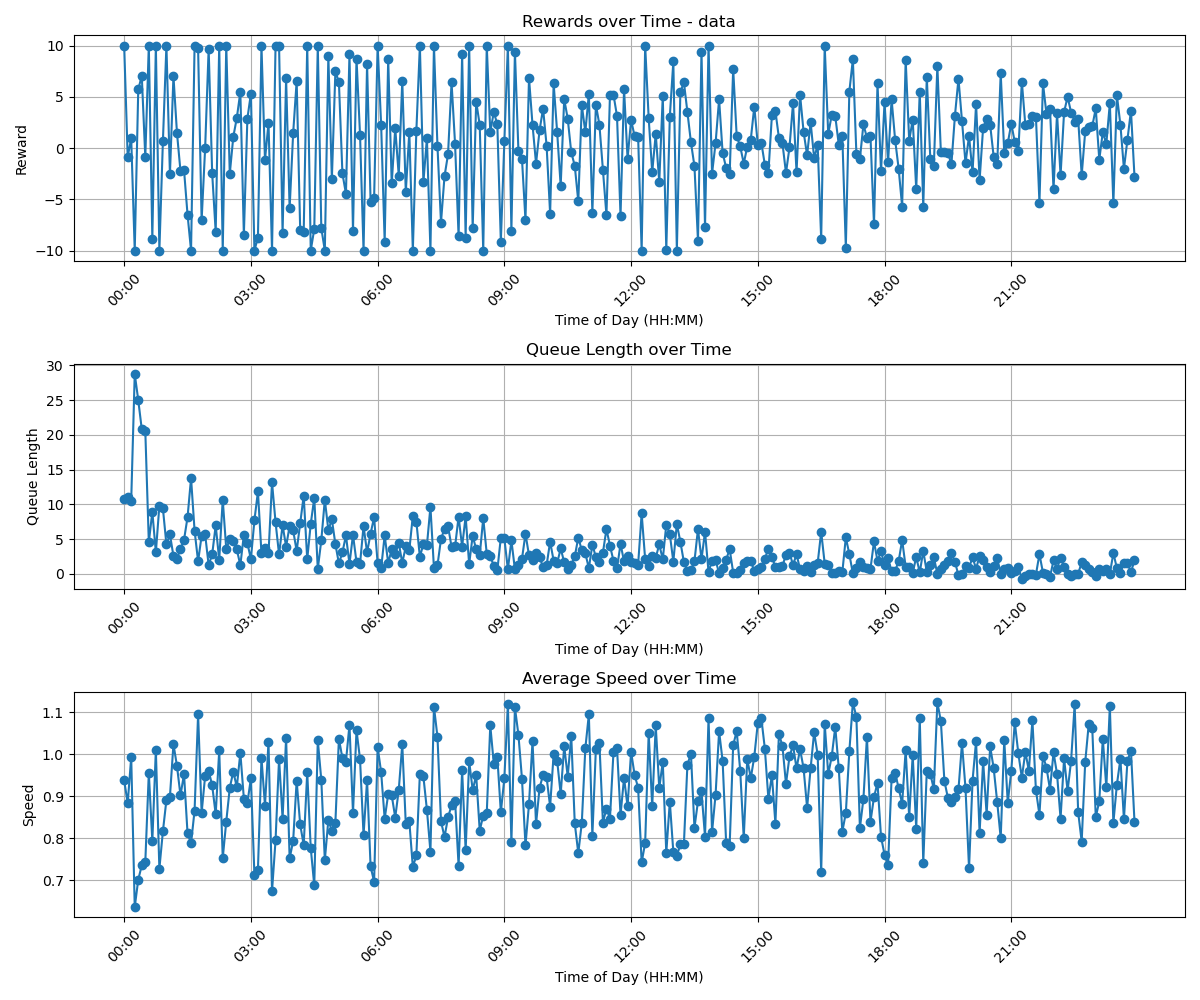 Rewards over Time - data
10
5
0
−5
−10
Reward
00:00 03:00 06:00 09:00 12:00 15:00 18:00 21:00
Time of Day (HH:MM)
Queue Length over Time
30
25
20
15
10
5
0
Queue Length
00:00 03:00 06:00 09:00 12:00 15:00 18:00 21:00
Time of Day (HH:MM)
Average Speed over Time
1.1
1.0
0.9
0.8
0.7
Speed
00:00 03:00 06:00 09:00 12:00 15:00 18:00 21:00
Time of Day (HH:MM)